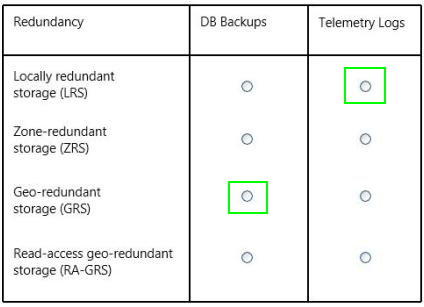 Redundancy DB Backups Telemetry Logs
Locally redundant
storage (LRS)
Zone-redundant
storage (ZRS)
Geo-redundant
storage (GRS)
Read-access geo-redundant
storage (RA-GRS)